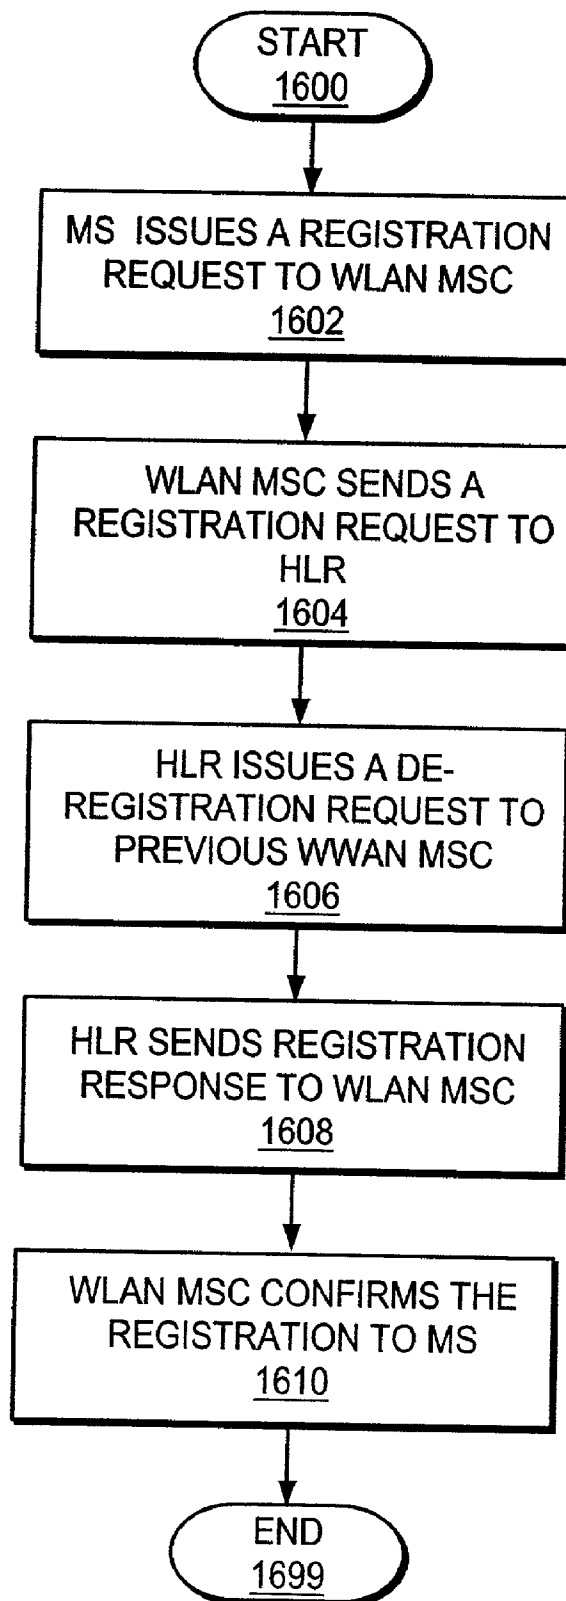 START
1600
MS ISSUES A REGISTRATION
REQUEST TO WLAN MSC
1602
WLAN MSC SENDS A
REGISTRATION REQUEST TO
HLR
1604
HLR ISSUES A DE-
REGISTRATION REQUEST TO
PREVIOUS WWAN MSC
1606
HLR SENDS REGISTRATION
RESPONSE TO WLAN MSC
1608
WLAN MSC CONFIRMS THE
REGISTRATION TO MS
1610
END
1699